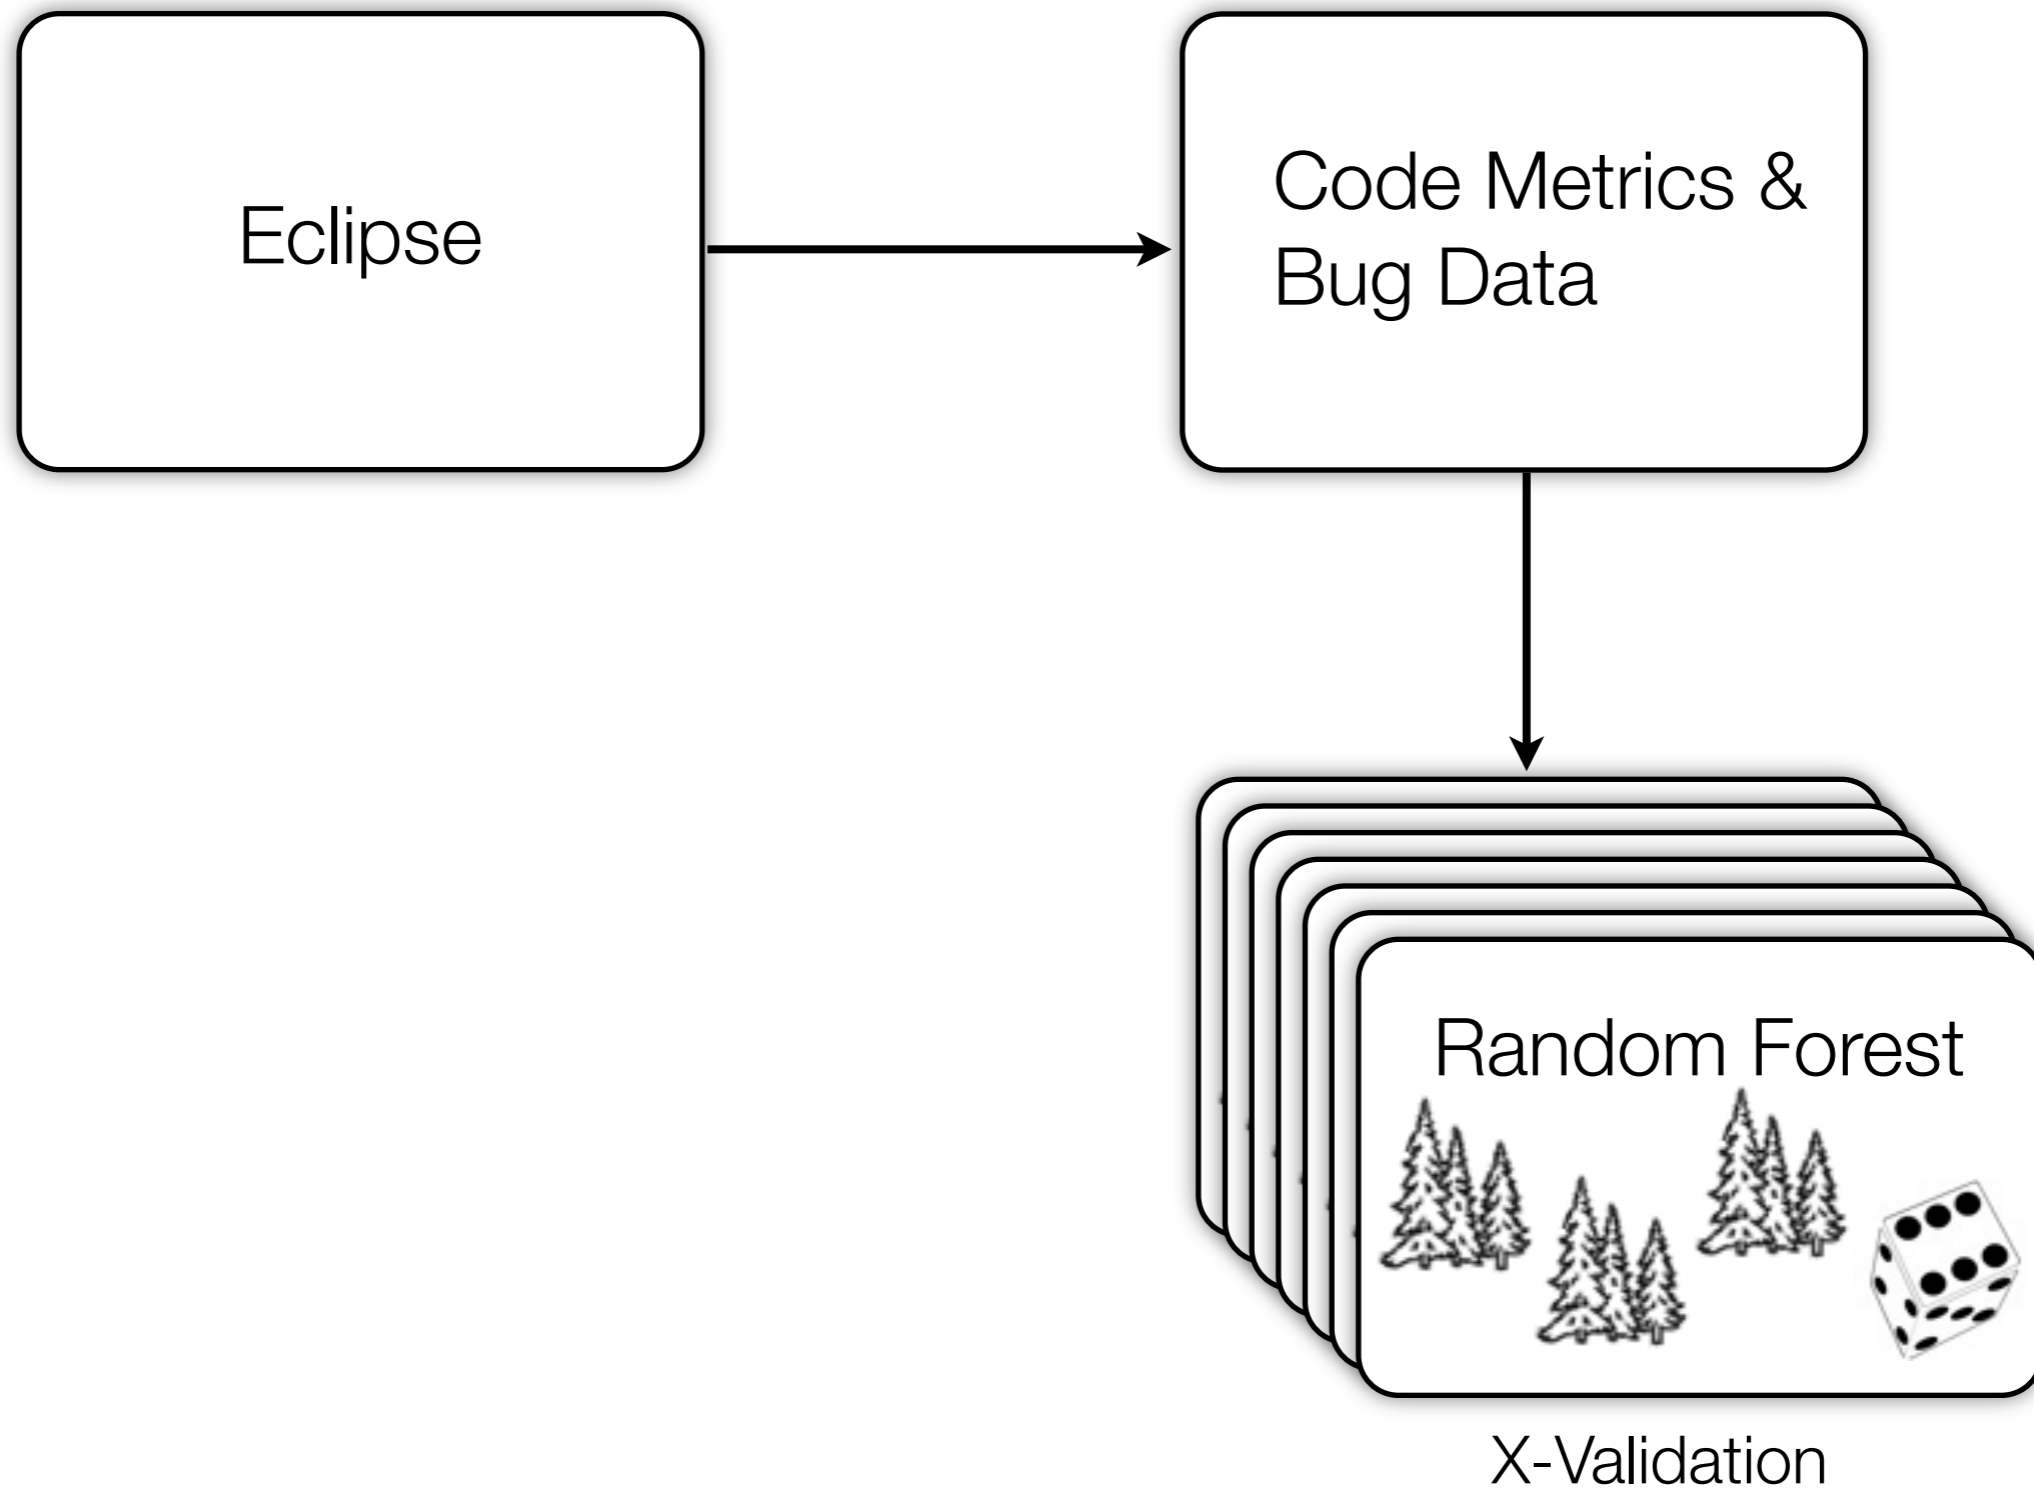 Eclipse
Code Metrics &
Bug Data
Random Forest
X-Validation